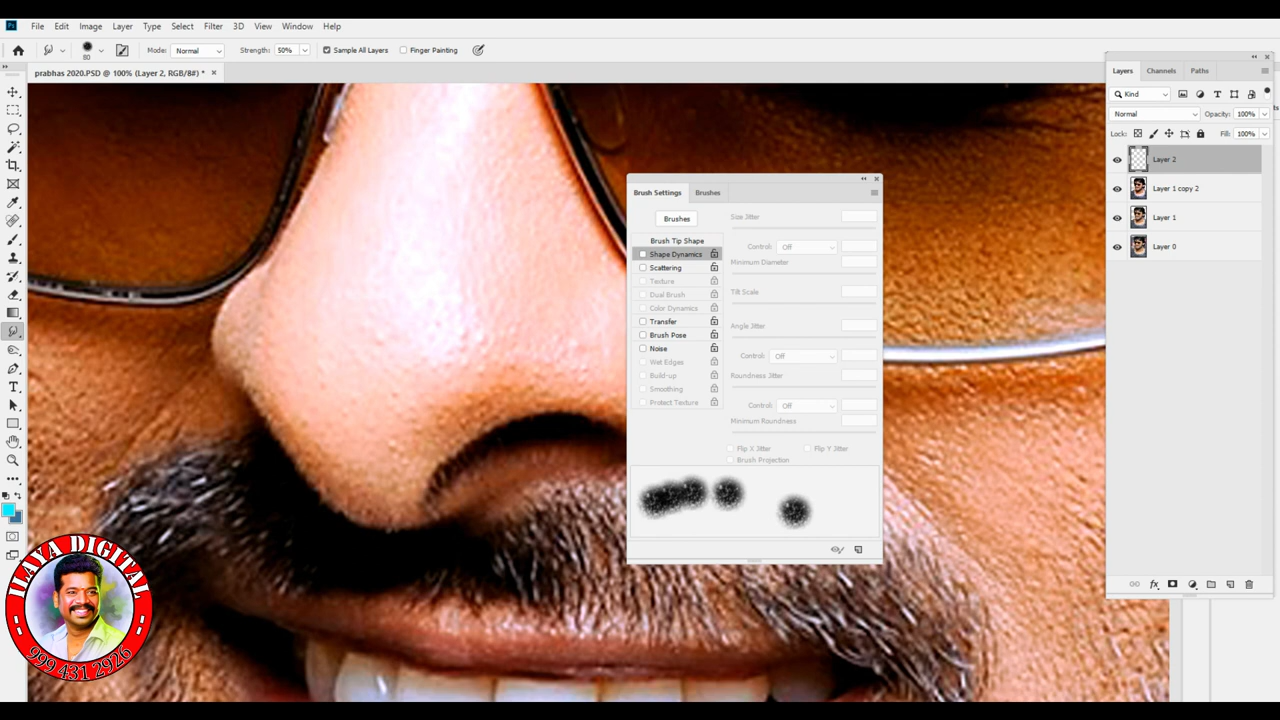 Ps File Edit Image Layer Type Select Filter 3D View Window Help
80 Mode: Normal Strength: 50% Sample All Layers Finger Painting
prabhas 2020.PSD @ 100% (Layer 2, RGB/8#) *
Brush Settings Brushes
Brushes
Brush Tip Shape
Shape Dynamics
Scattering
Texture
Dual Brush
Color Dynamics
Transfer
Brush Pose
Noise
Wet Edges
Build-up
Smoothing
Protect Texture
Size Jitter
Control: Off
Minimum Diameter
Tilt Scale
Angle Jitter
Control: Off
Roundness Jitter
Control: Off
Minimum Roundness
Flip X Jitter Flip Y Jitter
Brush Projection
Layers Channels Paths
Kind
Normal Opacity: 100%
Lock: Fill: 100%
Layer 2
Layer 1 copy 2
Layer 1
Layer 0
ILAYA DIGITAL
999 431 2926